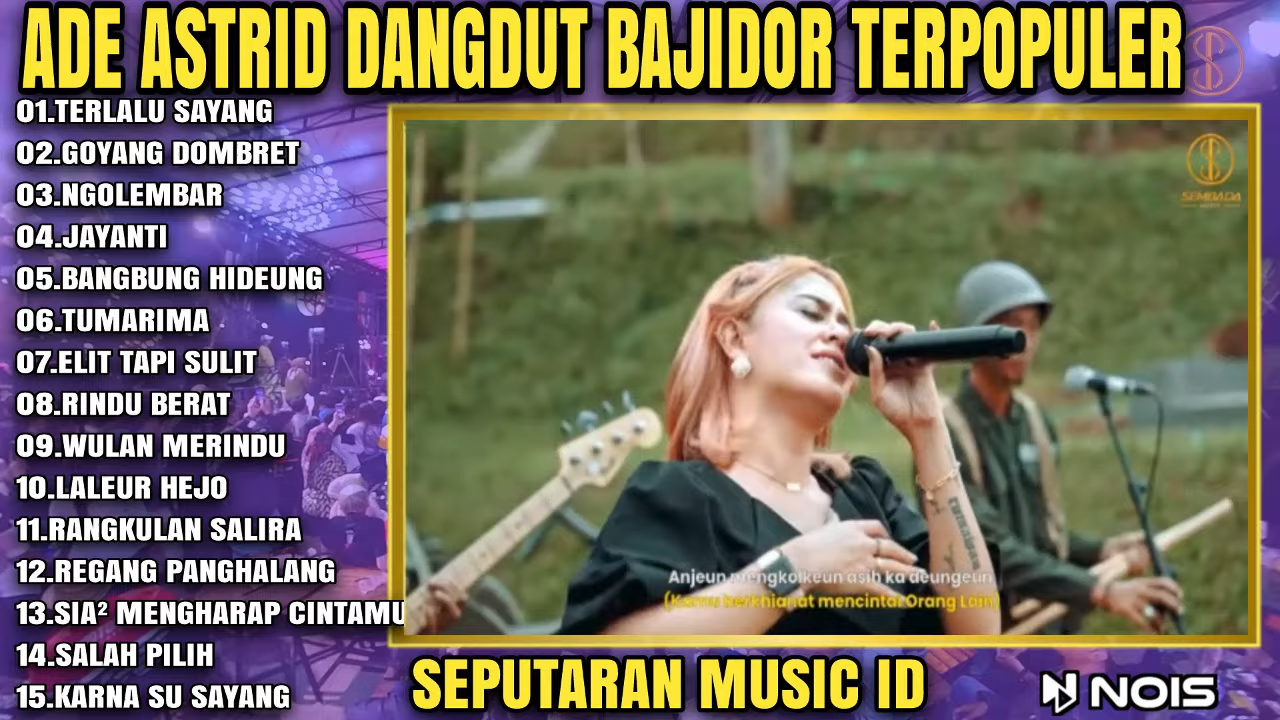 ADE ASTRID DANGDUT BAJIDOR TERPOPULER
01.TERLALU SAYANG
02.GOYANG DOMBRET
03.NGOLEMBAR
04.JAYANTI
05.BANGBUNG HIDEUNG
06.TUMARIMA
07.ELIT TAPI SULIT
08.RINDU BERAT
09.WULAN MERINDU
10.LALEUR HEJO
11.RANGKULAN SALIRA
12.REGANG PANGHALANG
13.SIA² MENGHARAP CINTAMU
14.SALAH PILIH
15.KARNA SU SAYANG
SEMBADA
Anjeun mengkolkeun asih ka deungeun
(Kamu berkhianat mencintai Orang Lain)
SEPUTARAN MUSIC ID
NOIS